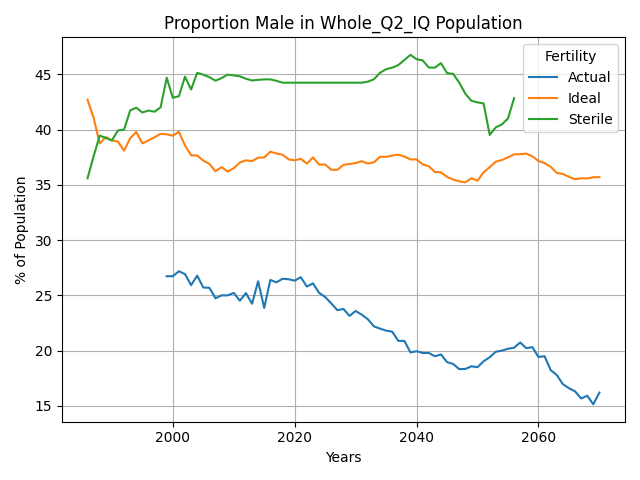 Proportion Male in Whole_Q2_IQ Population
% of Population
45
40
35
30
25
20
15
Fertility
Actual
Ideal
Sterile
2000
2020
2040
2060
Years